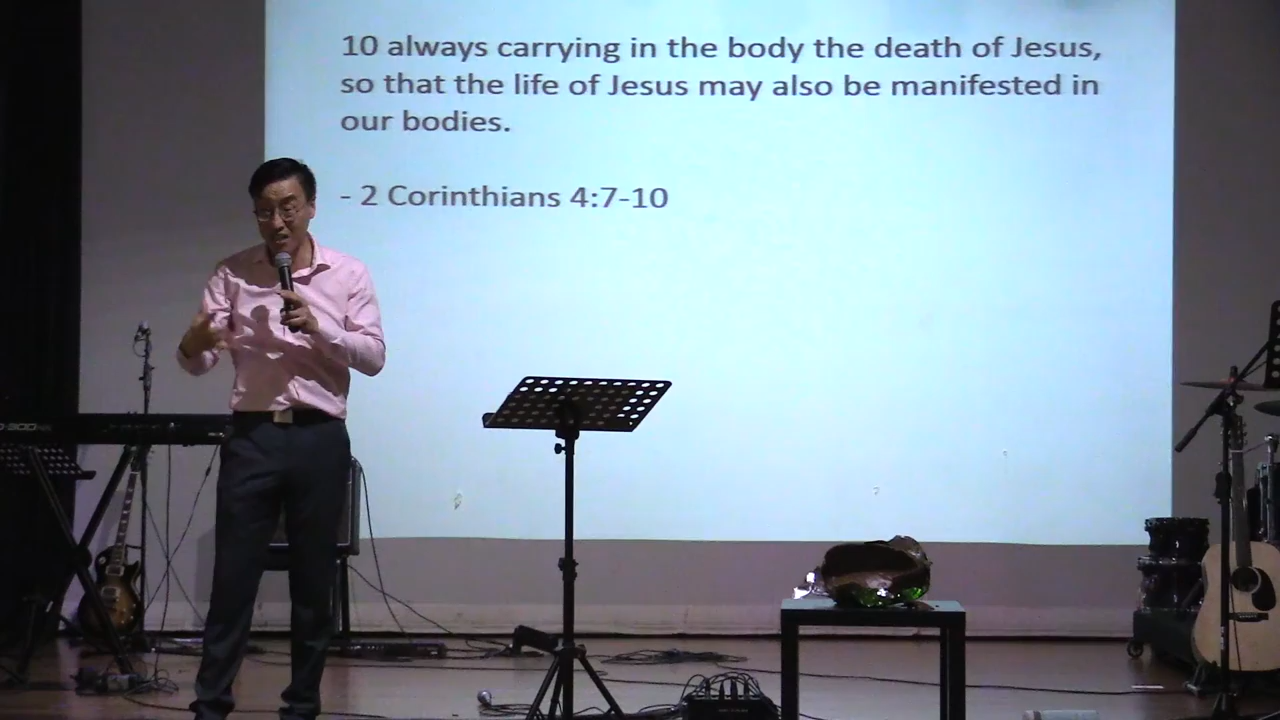 10 always carrying in the body the death of Jesus,
so that the life of Jesus may also be manifested in
our bodies.
- 2 Corinthians 4:7-10